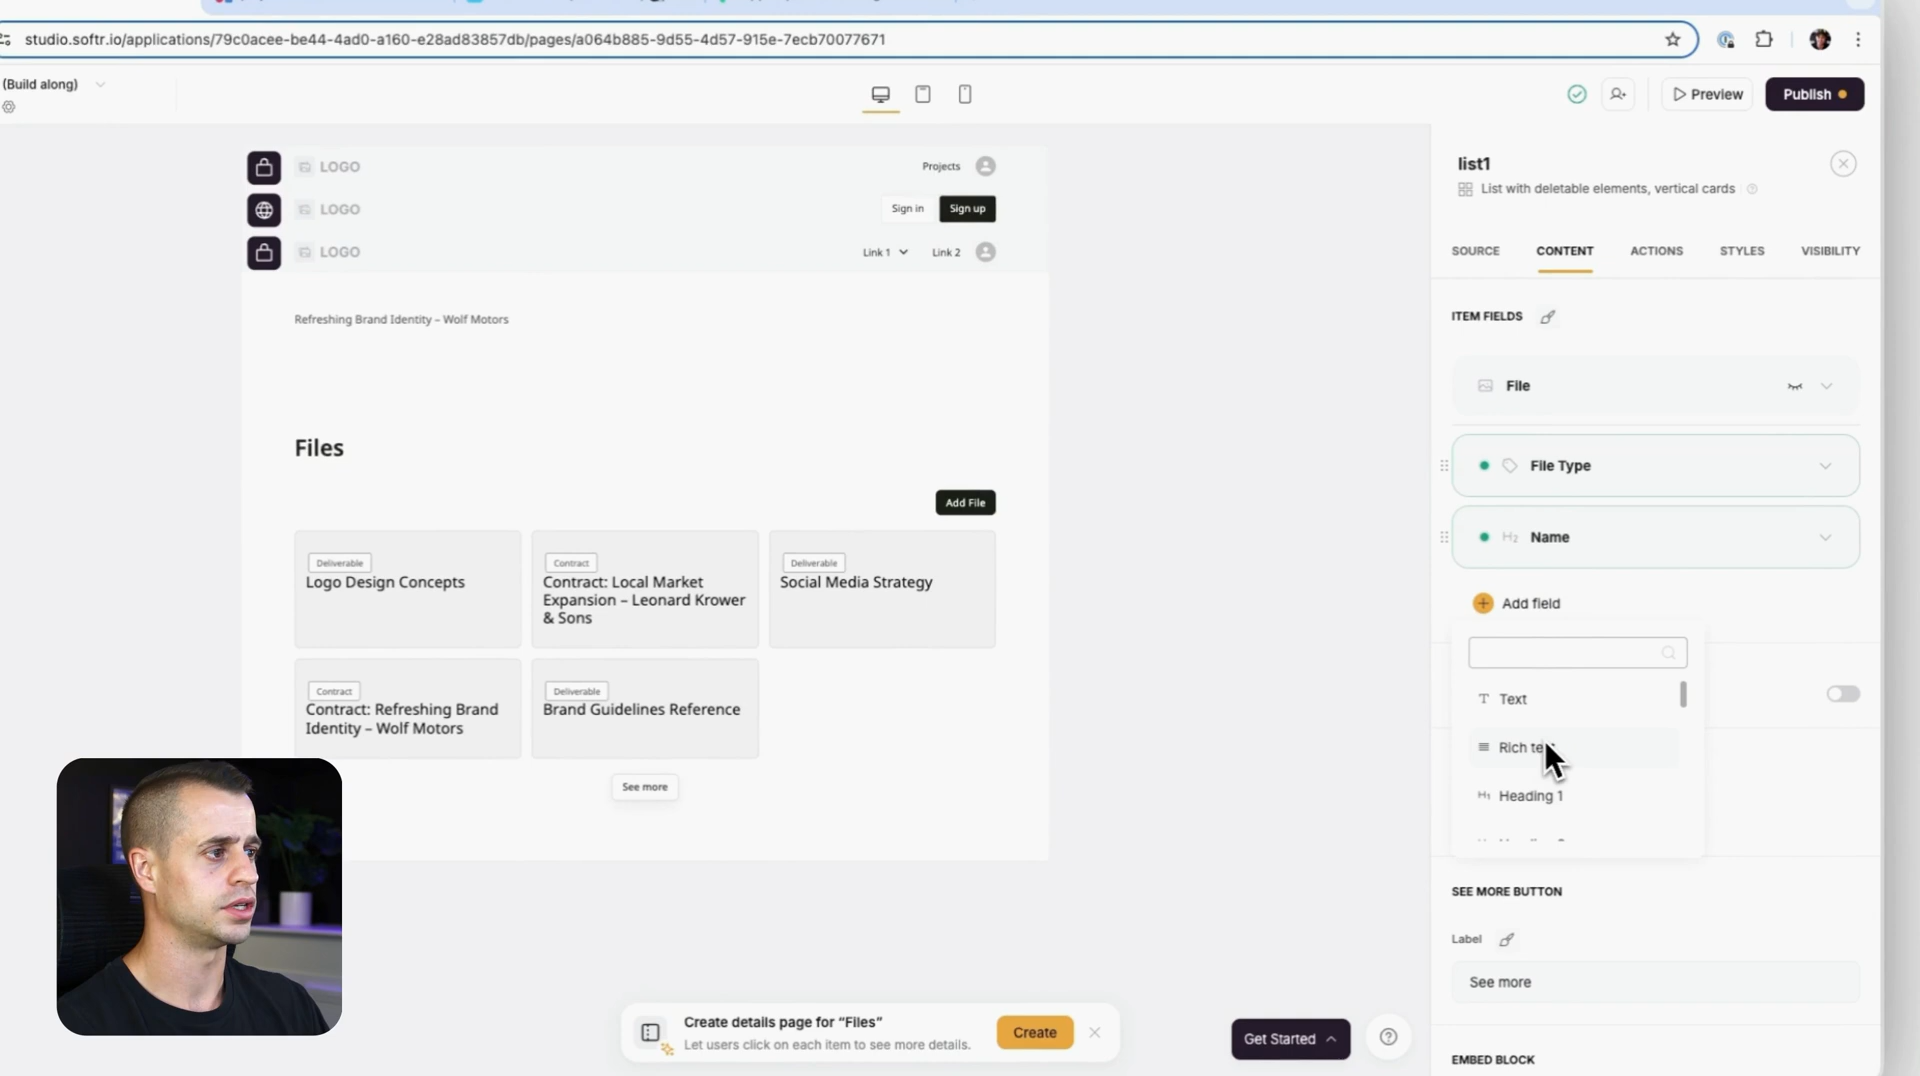 studio.softr.io/applications/79c0acee-be44-4ad0-a160-e28ad83857db/pages/a064b885-9d55-4d57-915e-7ecb70077671
(Build along)
Preview
Publish
LOGO
Projects
LOGO
Sign in
Sign up
LOGO
Link 1
Link 2
Refreshing Brand Identity – Wolf Motors
Files
Add File
Deliverable
Logo Design Concepts
Contract
Contract: Local Market
Expansion – Leonard Krower
& Sons
Deliverable
Social Media Strategy
Contract
Contract: Refreshing Brand
Identity – Wolf Motors
Deliverable
Brand Guidelines Reference
See more
Create details page for “Files”
Let users click on each item to see more details.
Create
Get Started
list1
List with deletable elements, vertical cards
SOURCE
CONTENT
ACTIONS
STYLES
VISIBILITY
ITEM FIELDS
File
File Type
H2 Name
Add field
T Text
Rich te
H1 Heading 1
SEE MORE BUTTON
Label
See more
EMBED BLOCK